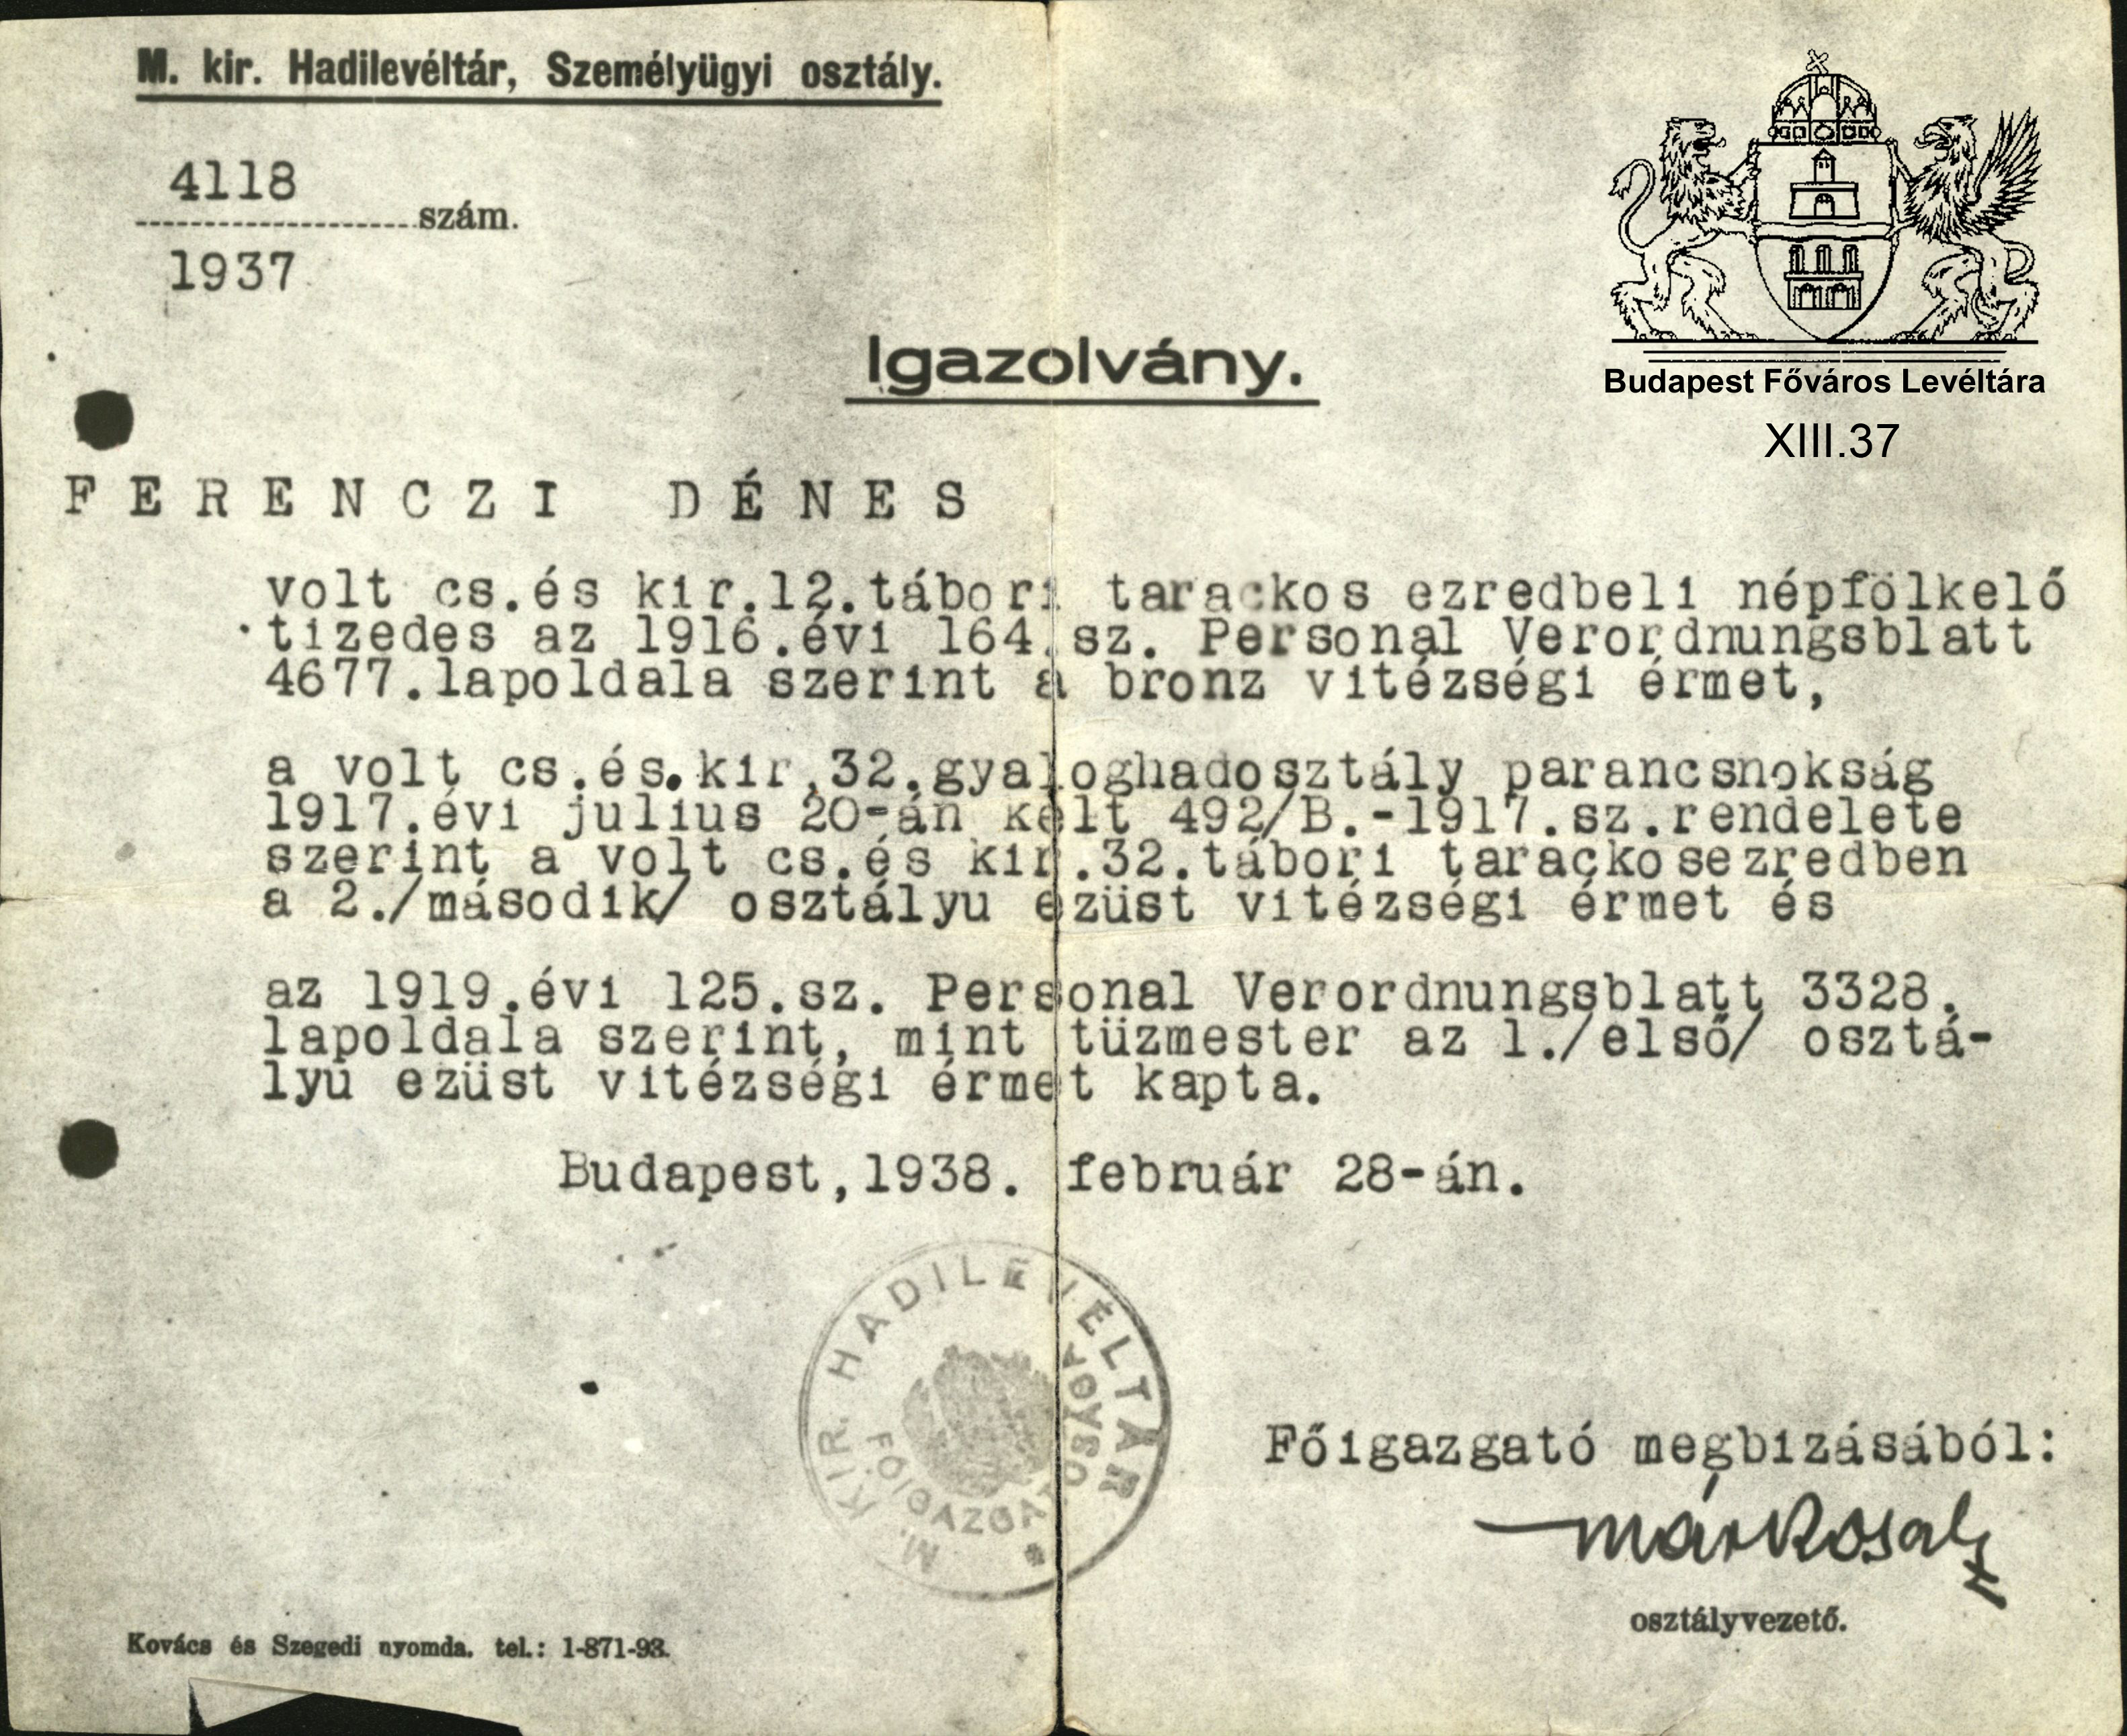 M. kir. Hadilevéltár, Személyügyi osztály.
4118
szám.
1937
Budapest Főváros Levéltára
XIII.37
Igazolvány.
FERENCZI DÉNES
volt cs.és kir.12.tábori tarackos ezredbeli népfölkelő
tizedes az 1916.évi 164.sz. Personal Verordnungsblatt
4677.lapoldala szerint a bronz vitézségi érmet,
a volt cs.és.kir.32.gyaloghadosztály parancsnokság
1917.évi julius 20-án kelt 492/B.-1917.sz.rendelete
szerint a volt cs.és kir.32.tábori tarackosezredben
a 2./második/ osztályu ezüst vitézségi érmet és
az 1919.évi 125.sz. Personal Verordnungsblatt 3328.
lapoldala szerint, mint tüzmester az 1./első/ osztá-
lyu ezüst vitézségi érmet kapta.
Budapest,1938. február 28-án.
M. KIR. HADILEVÉLTÁR
FŐIGAZGATÓSÁGA
Főigazgató megbizásából:
osztályvezető.
Kovács és Szegedi nyomda. tel.: 1-871-93.